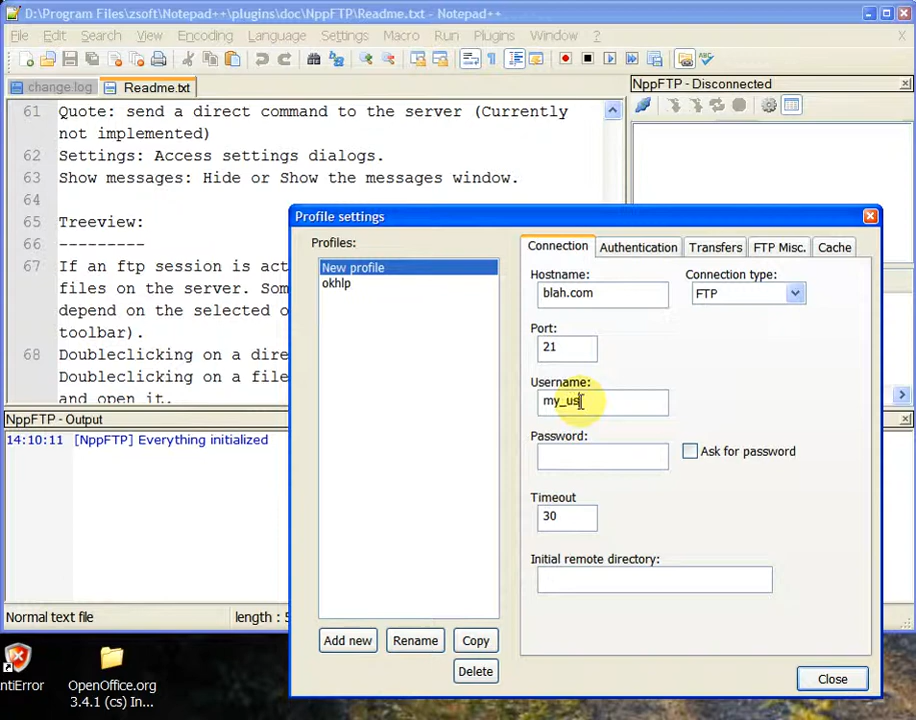 D:\Program Files\zsoft\Notepad++\plugins\doc\NppFTP\Readme.txt - Notepad++
File Edit Search View Encoding Language Settings Macro Run Plugins Window ? X
change.log Readme.txt
61 Quote: send a direct command to the server (Currently
not implemented)
62 Settings: Access settings dialogs.
63 Show messages: Hide or Show the messages window.
64
65 Treeview:
66 ---------
67 If an ftp session is act
files on the server. Som
depend on the selected o
toolbar).
68 Doubleclicking on a dire
Doubleclicking on a file
and open it.
NppFTP - Disconnected
NppFTP - Output
14:10:11 [NppFTP] Everything initialized
Normal text file
length : 5
Profile settings
Profiles:
New profile
okhlp
Add new Rename Copy
Delete
Connection Authentication Transfers FTP Misc. Cache
Hostname: Connection type:
blah.com FTP
Port:
21
Username:
my_us
Password:
Ask for password
Timeout
30
Initial remote directory:
Close
ntiError
OpenOffice.org
3.4.1 (cs) In...